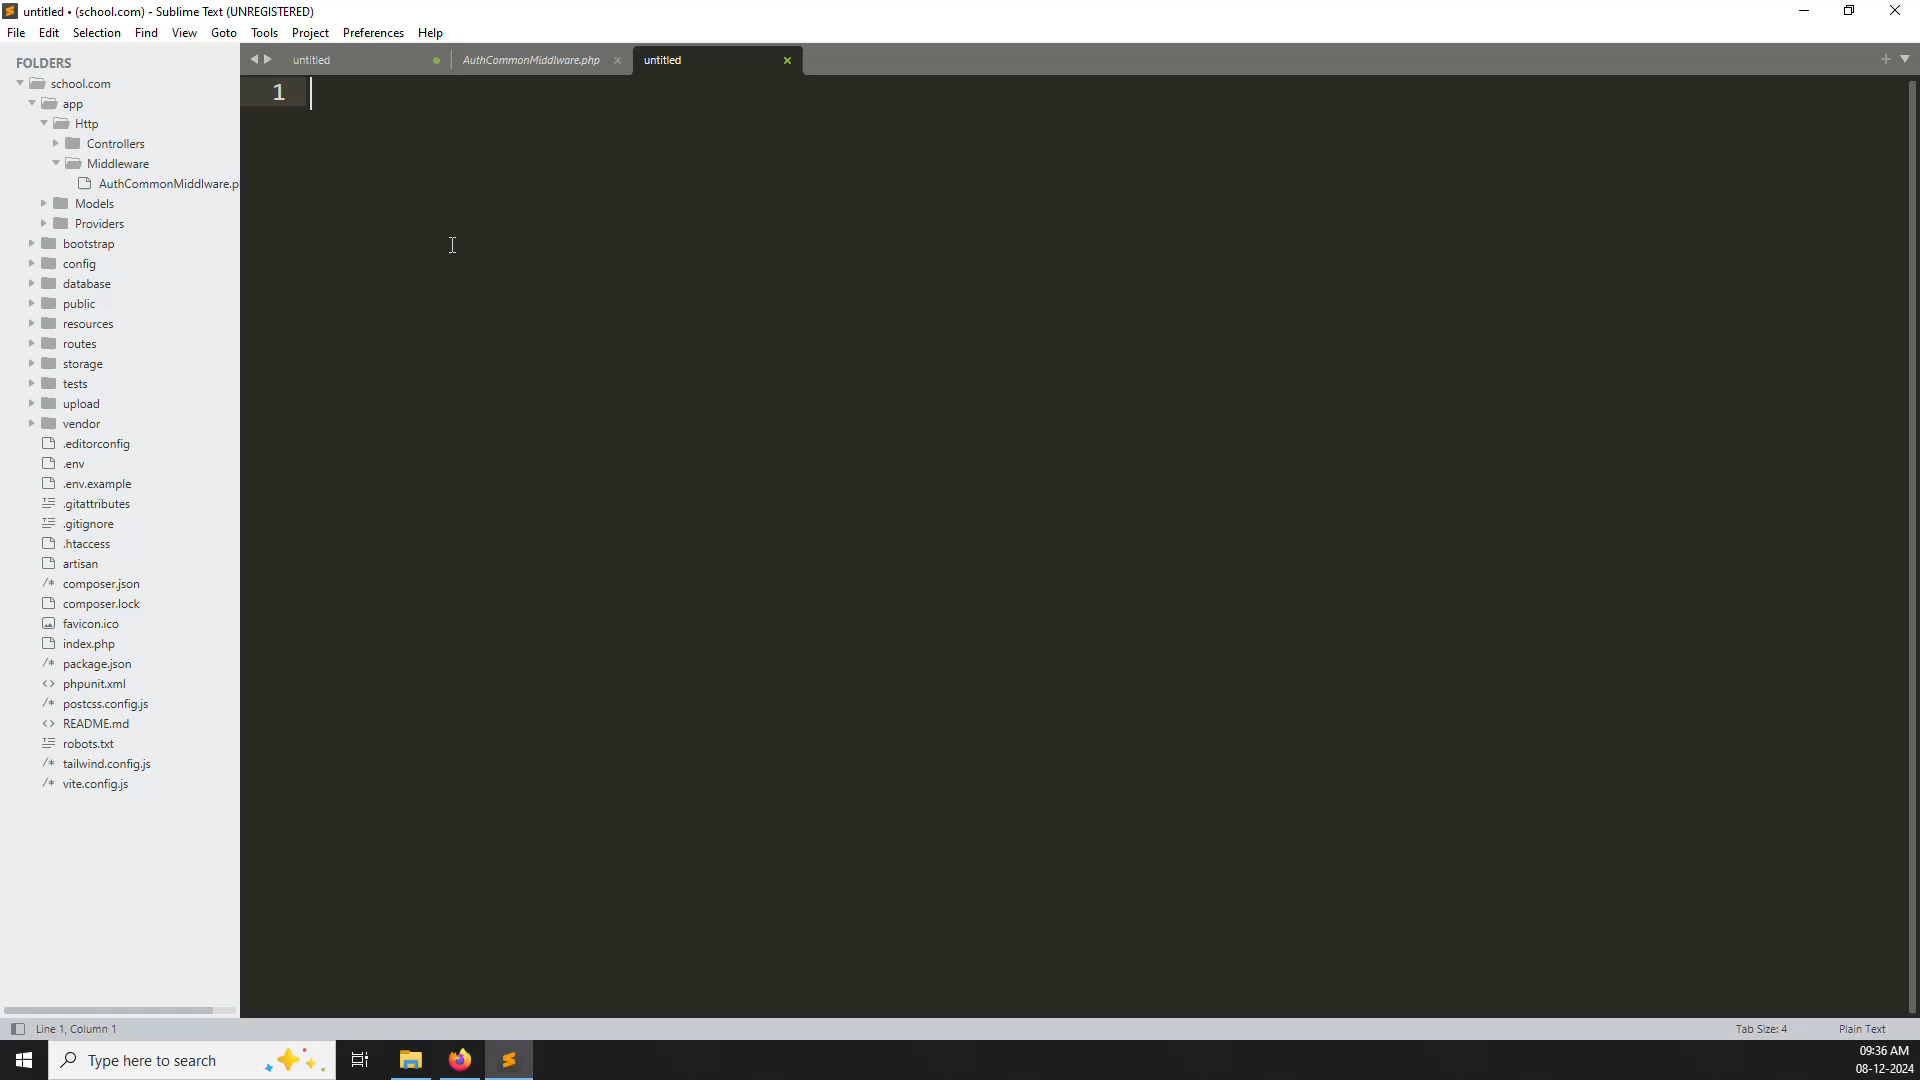 untitled • (school.com) - Sublime Text (UNREGISTERED)
File Edit Selection Find View Goto Tools Project Preferences Help
FOLDERS
untitled
AuthCommonMiddlware.php
untitled
school.com
app
Http
Controllers
Middleware
AuthCommonMiddlware.p
Models
Providers
bootstrap
config
database
public
resources
routes
storage
tests
upload
vendor
.editorconfig
.env
.env.example
.gitattributes
.gitignore
.htaccess
artisan
composer.json
composer.lock
favicon.ico
index.php
package.json
phpunit.xml
postcss.config.js
README.md
robots.txt
tailwind.config.js
vite.config.js
1
Line 1, Column 1
Tab Size: 4
Plain Text
Type here to search
09:36 AM
08-12-2024